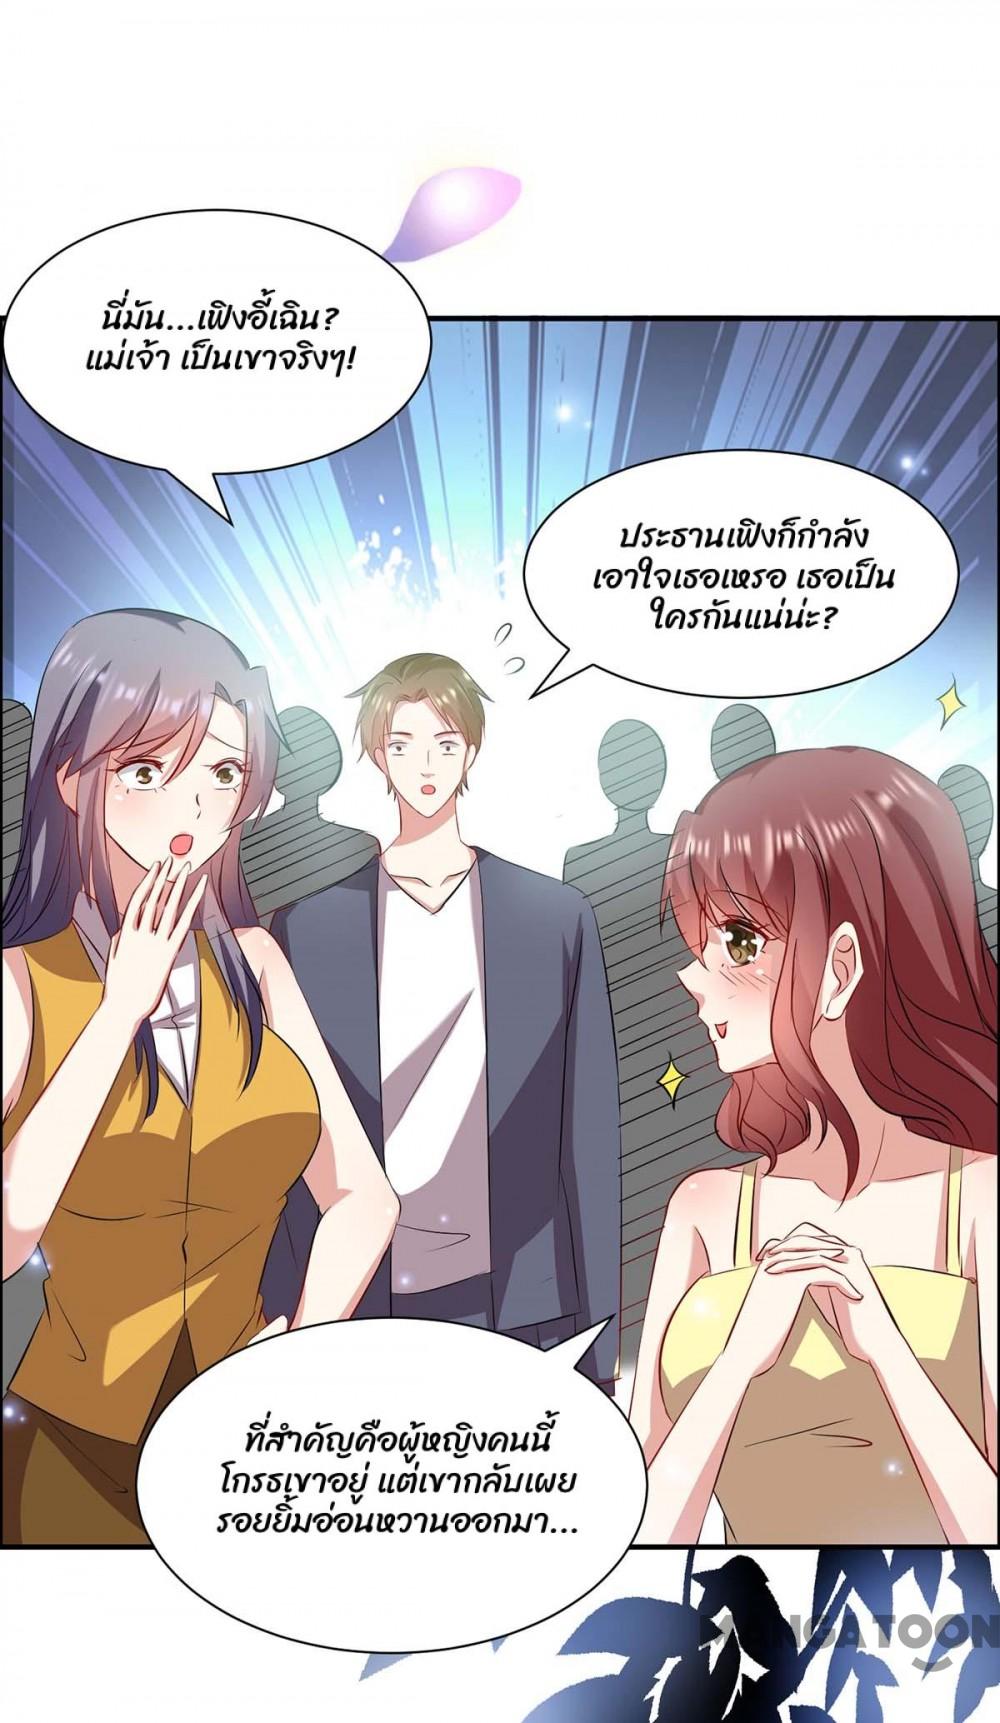 นี่มัน...เฟิงอี้เฉิน?
แม่เจ้า เป็นเขาจริงๆ!
ประธานเฟิงก็กำลัง
เอาใจเธอเหรอ เธอเป็น
ใครกันแน่น่ะ?
ที่สำคัญคือผู้หญิงคนนี้
โกรธเขาอยู่ แต่เขากลับเผย
รอยยิ้มอ่อนหวานออกมา...
MANGATOON